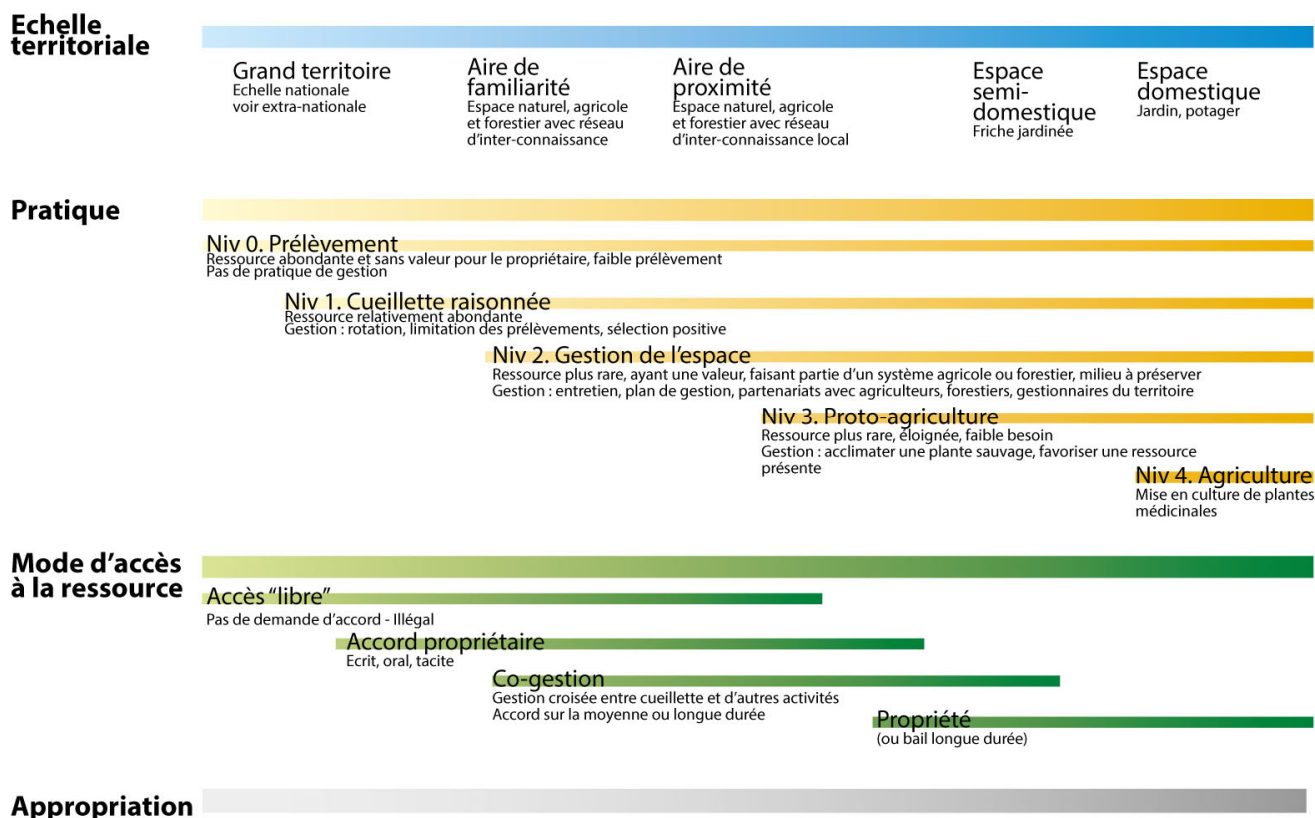 Echelle
territoriale
Grand territoire
Echelle nationale
voir extra-nationale
Aire de
familiarité
Espace naturel, agricole
et forestier avec réseau
d'inter-connaissance
Aire de
proximité
Espace naturel, agricole
et forestier avec réseau
d'inter-connaissance local
Espace
semi-
domestique
Friche jardinée
Espace
domestique
Jardin, potager
Pratique
Niv 0. Prélèvement
Ressource abondante et sans valeur pour le propriétaire, faible prélèvement
Pas de pratique de gestion
Niv 1. Cueillette raisonnée
Ressource relativement abondante
Gestion : rotation, limitation des prélèvements, sélection positive
Niv 2. Gestion de l'espace
Ressource plus rare, ayant une valeur, faisant partie d'un système agricole ou forestier, milieu à préserver
Gestion : entretien, plan de gestion, partenariats avec agriculteurs, forestiers, gestionnaires du territoire
Niv 3. Proto-agriculture
Ressource plus rare, éloignée, faible besoin
Gestion : acclimater une plante sauvage, favoriser une ressource
présente
Niv 4. Agriculture
Mise en culture de plantes
médicinales
Mode d'accès
à la ressource
Accès "libre"
Pas de demande d'accord - Illégal
Accord propriétaire
Ecrit, oral, tacite
Co-gestion
Gestion croisée entre cueillette et d'autres activités
Accord sur la moyenne ou longue durée
Propriété
(ou bail longue durée)
Appropriation